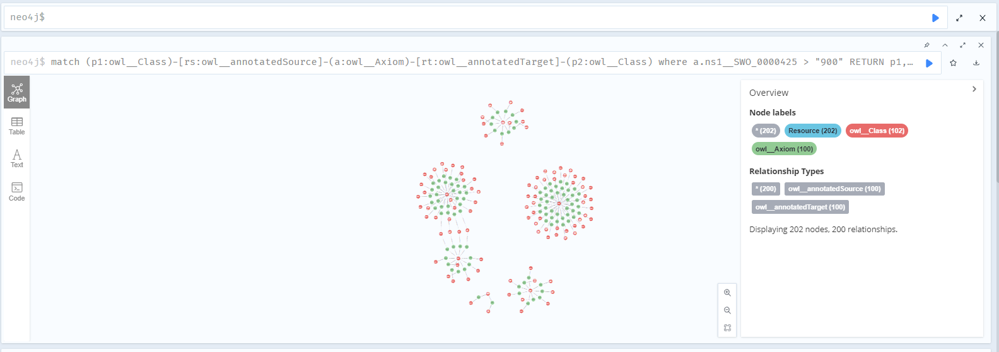 neo4j$
neo4j$ match (p1:owl__Class)-[rs:owl__annotatedSource]-(a:owl__Axiom)-[rt:owl__annotatedTarget]-(p2:owl__Class) where a.ns1__SWO_0000425 > "900" RETURN p1,…
Graph
Table
Text
Code
Overview
Node labels
* (202) Resource (202) owl__Class (102)
owl__Axiom (100)
Relationship Types
* (200) owl__annotatedSource (100)
owl__annotatedTarget (100)
Displaying 202 nodes, 200 relationships.